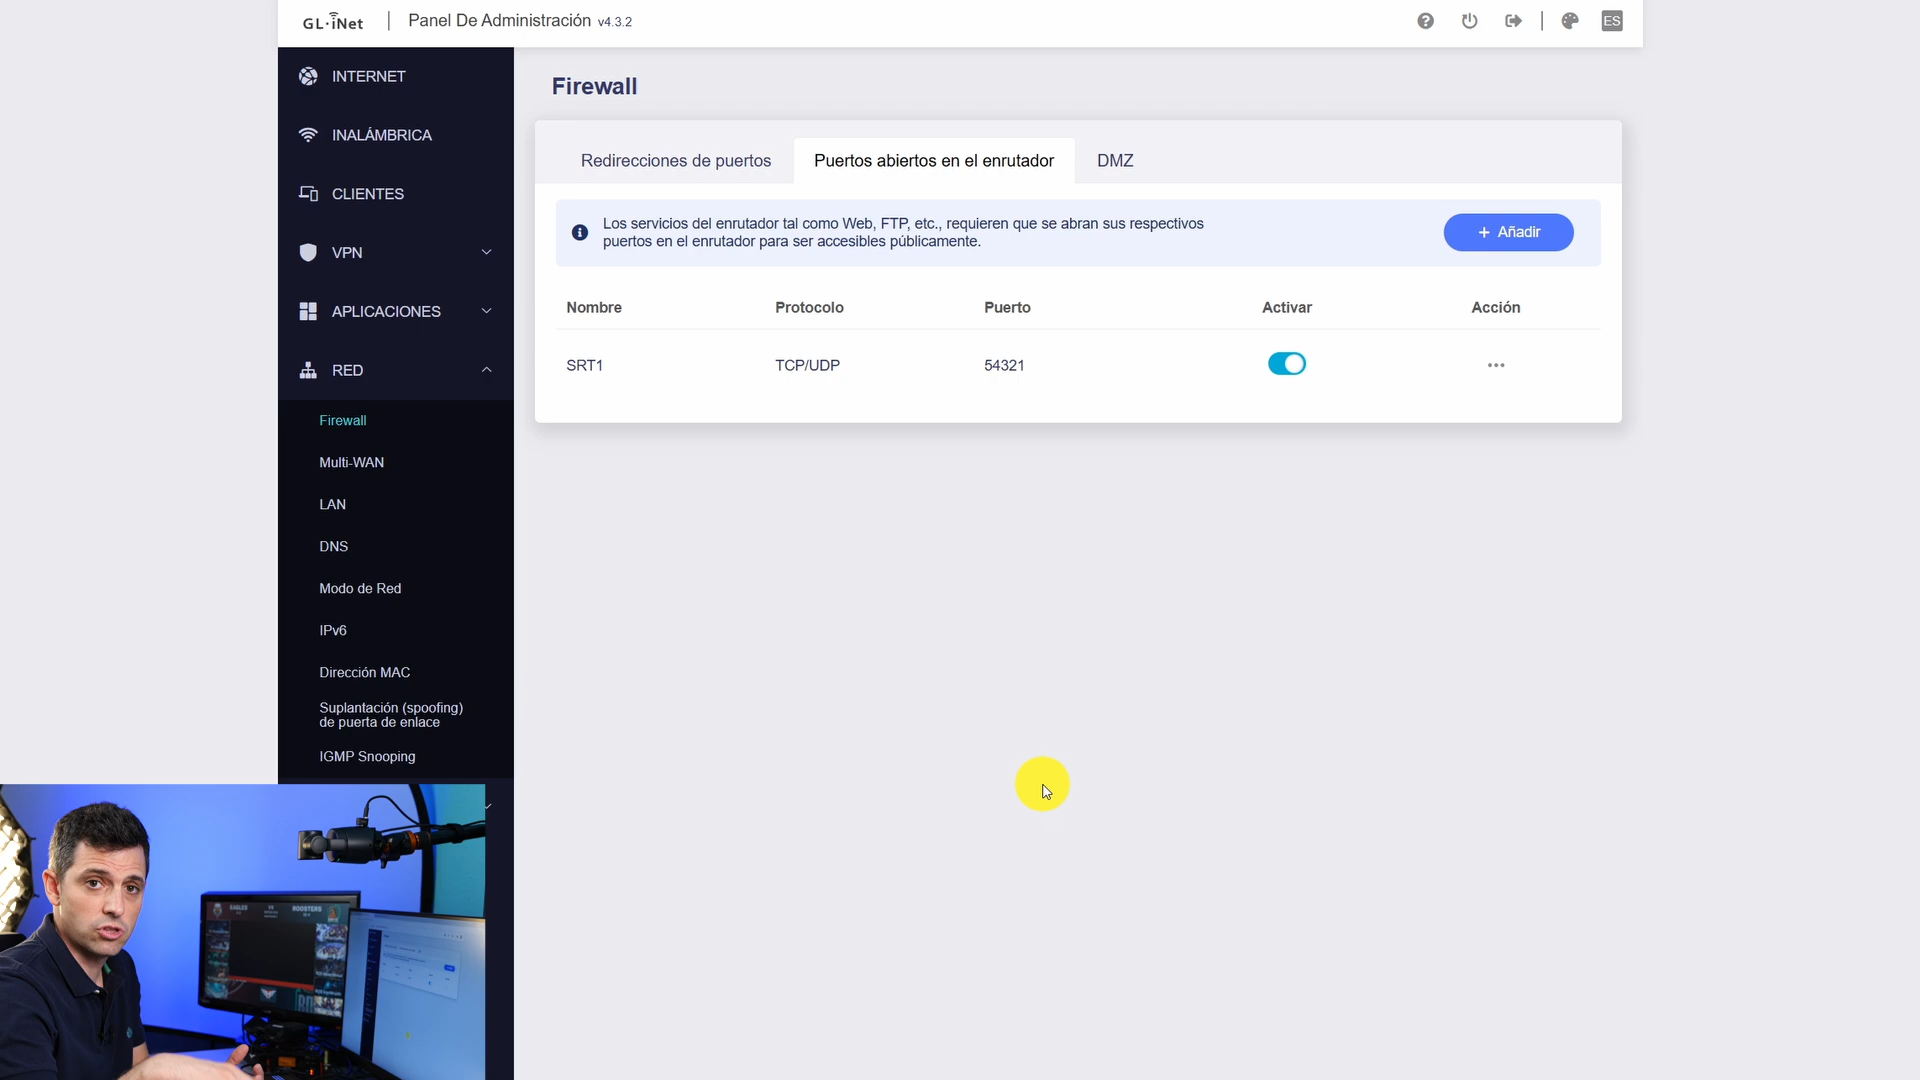 GL·iNet
Panel De Administración v4.3.2
ES
INTERNET
INALÁMBRICA
CLIENTES
VPN
APLICACIONES
RED
Firewall
Multi-WAN
LAN
DNS
Modo de Red
IPv6
Dirección MAC
Suplantación (spoofing)
de puerta de enlace
IGMP Snooping
Firewall
Redirecciones de puertos
Puertos abiertos en el enrutador
DMZ
Los servicios del enrutador tal como Web, FTP, etc., requieren que se abran sus respectivos
puertos en el enrutador para ser accesibles públicamente.
+ Añadir
Nombre Protocolo Puerto Activar Acción
SRT1 TCP/UDP 54321
EAGLES
ROOSTERS